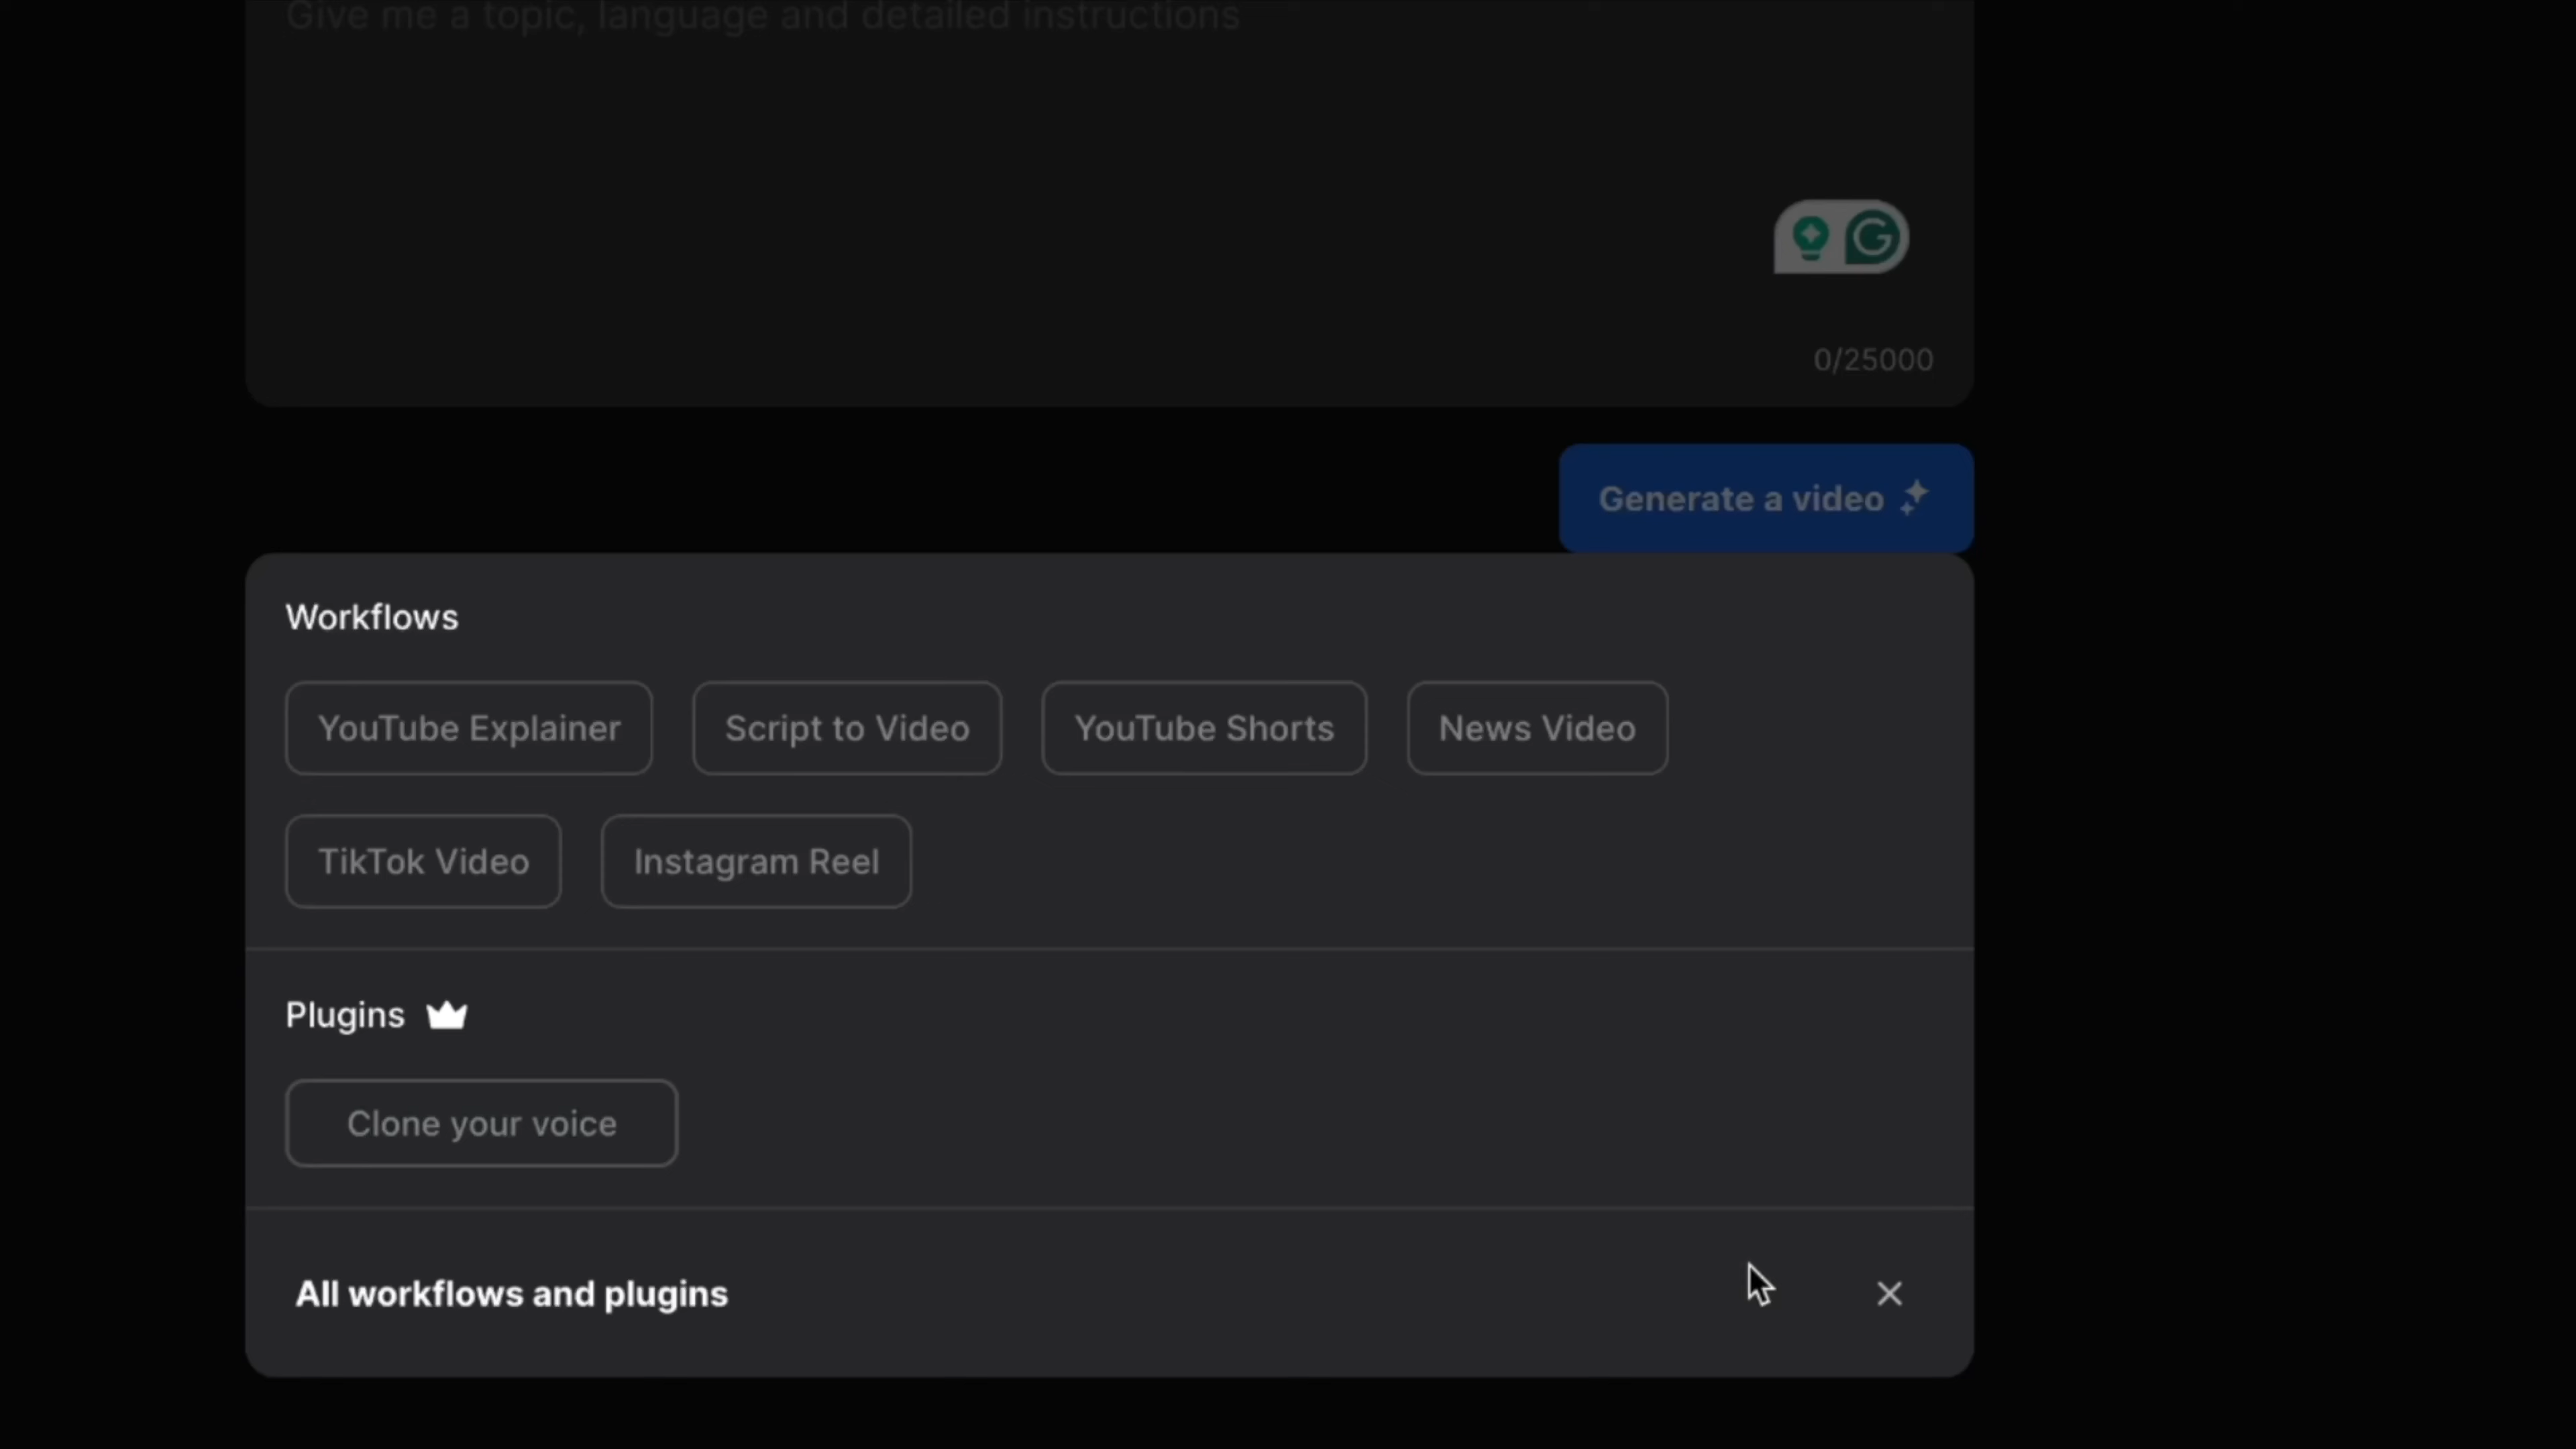 Give me a topic, language and detailed instructions
0/25000
Generate a video
Workflows
YouTube Explainer Script to Video YouTube Shorts News Video
TikTok Video Instagram Reel
Plugins
Clone your voice
All workflows and plugins